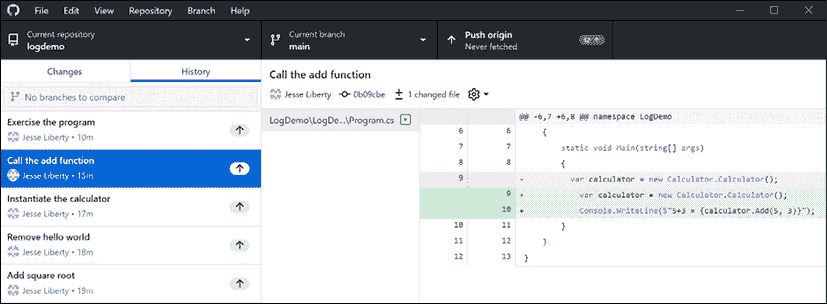 File Edit View Repository Branch Help
Current repository
logdemo
Current branch
main
Push origin
Never fetched
Changes
History
No branches to compare
Exercise the program
Jesse Liberty • 10m
Call the add function
Jesse Liberty • 15m
Instantiate the calculator
Jesse Liberty • 17m
Remove hello world
Jesse Liberty • 18m
Add square root
Jesse Liberty • 19m
Call the add function
Jesse Liberty 0b09cbe 1 changed file
LogDemo\LogDe...\Program.cs
@@ -6,7 +6,8 @@ namespace LogDemo
6 6 {
7 7 static void Main(string[] args)
8 8 {
9 - var calculator = new Calculator.Calculator();
9 + var calculator = new Calculator.Calculator();
10 + Console.WriteLine($"5+3 = {calculator.Add(5, 3)}");
10 11 }
11 12 }
12 13 }